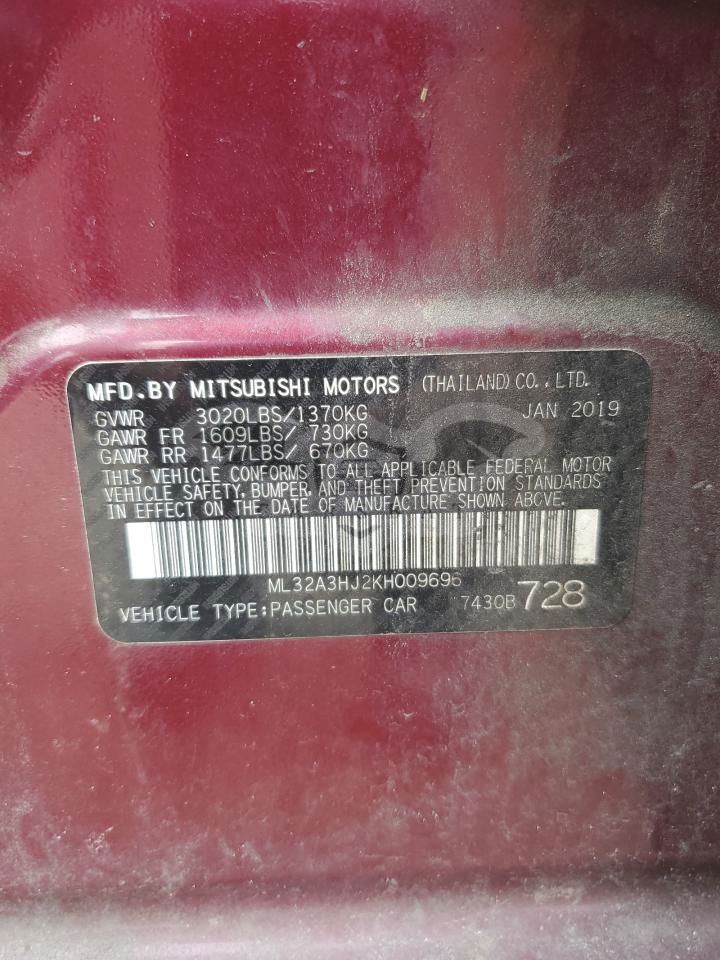 MFD.BY MITSUBISHI MOTORS (THAILAND) CO., LTD.
GVWR 3020LBS/1370KG JAN 2019
GAWR FR 1609LBS/ 730KG
GAWR RR 1477LBS/ 670KG
THIS VEHICLE CONFORMS TO ALL APPLICABLE FEDERAL MOTOR
VEHICLE SAFETY, BUMPER, AND THEFT PREVENTION STANDARDS
IN EFFECT ON THE DATE OF MANUFACTURE SHOWN ABOVE.
ML32A3HJ2KH009696
VEHICLE TYPE:PASSENGER CAR 7430B 728